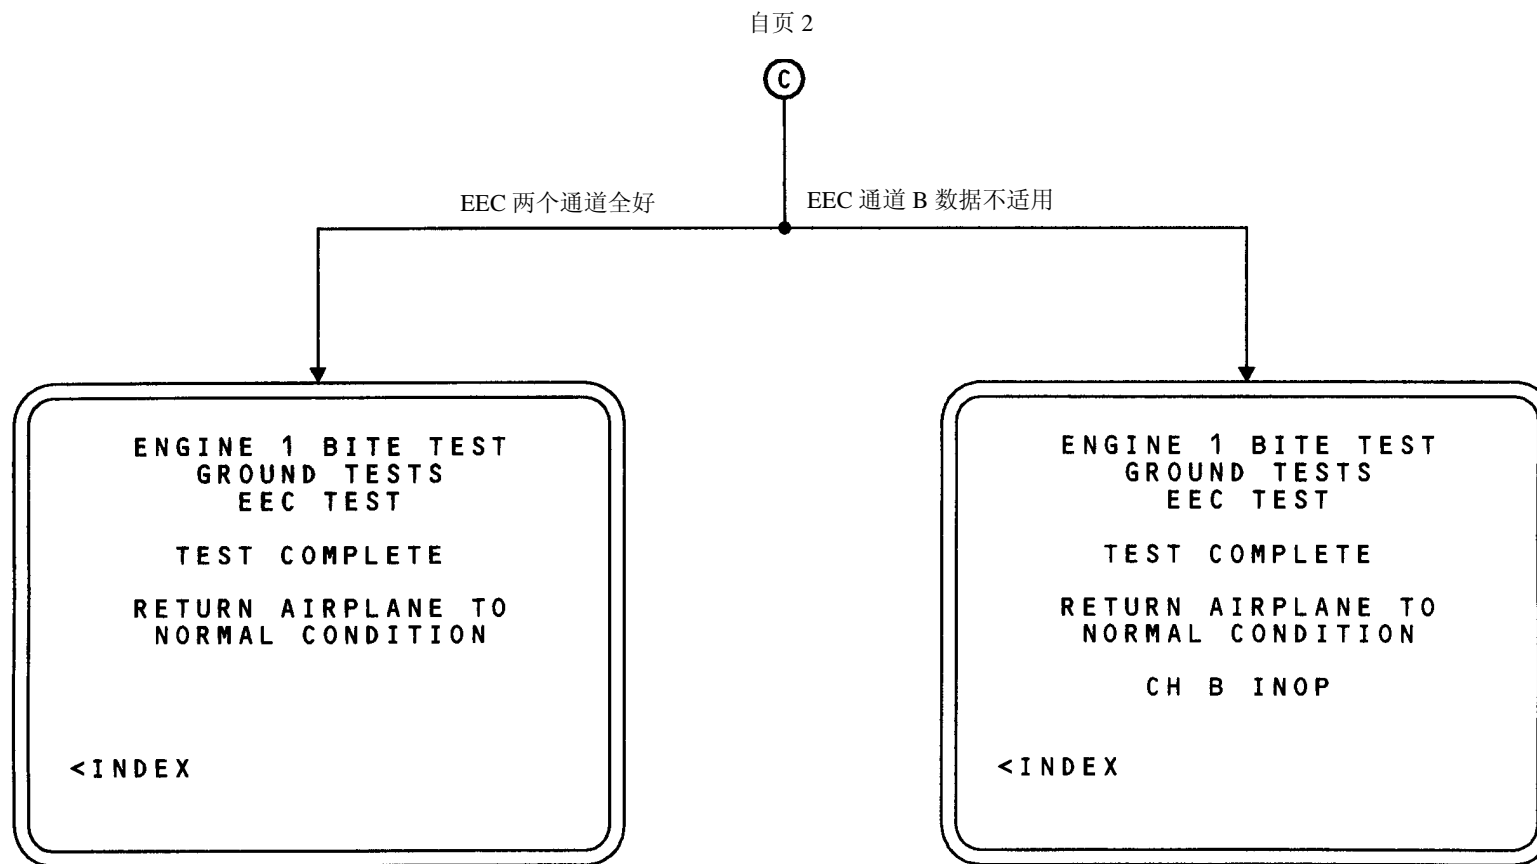 自页 2
C
EEC 两个通道全好
EEC 通道 B 数据不适用
ENGINE 1 BITE TEST
GROUND TESTS
EEC TEST
TEST COMPLETE
RETURN AIRPLANE TO
NORMAL CONDITION
<INDEX
ENGINE 1 BITE TEST
GROUND TESTS
EEC TEST
TEST COMPLETE
RETURN AIRPLANE TO
NORMAL CONDITION
CH B INOP
<INDEX